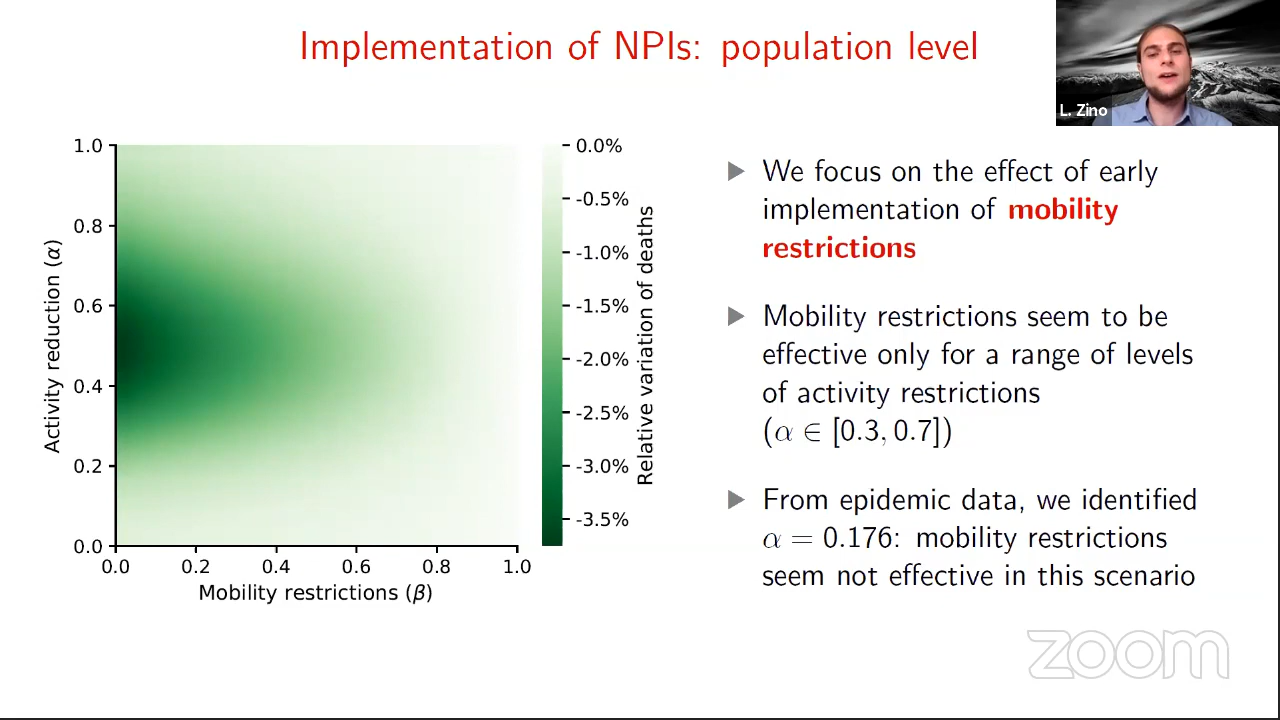 Implementation of NPIs: population level
L. Zino
1.0
0.8
0.6
0.4
0.2
0.0
Activity reduction (α)
0.0 0.2 0.4 0.6 0.8 1.0
Mobility restrictions (β)
0.0%
-0.5%
-1.0%
-1.5%
-2.0%
-2.5%
-3.0%
-3.5%
Relative variation of deaths
We focus on the effect of early
implementation of mobility
restrictions
Mobility restrictions seem to be
effective only for a range of levels
of activity restrictions
(α ∈ [0.3, 0.7])
From epidemic data, we identified
α = 0.176: mobility restrictions
seem not effective in this scenario
zoom